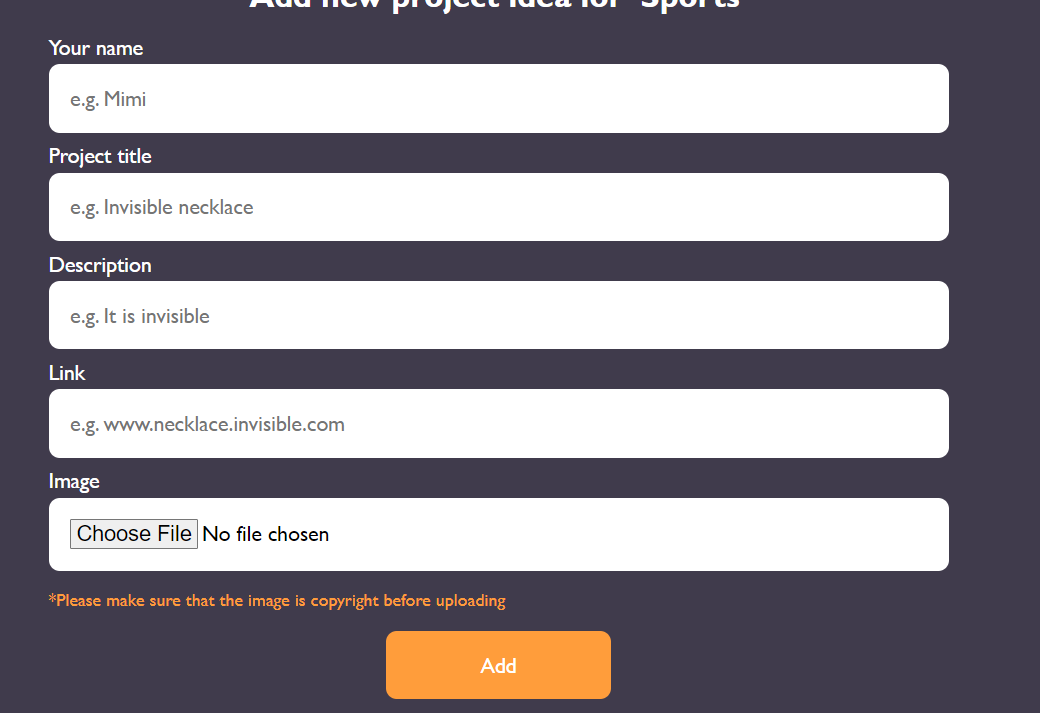 Add new project idea for "Sports"
Your name
e.g. Mimi
Project title
e.g. Invisible necklace
Description
e.g. It is invisible
Link
e.g. www.necklace.invisible.com
Image
Choose File No file chosen
*Please make sure that the image is copyright before uploading
Add